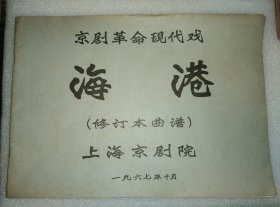 京剧革命现代戏
海港
(修订本曲谱)
上海京剧院
一九六七年十月